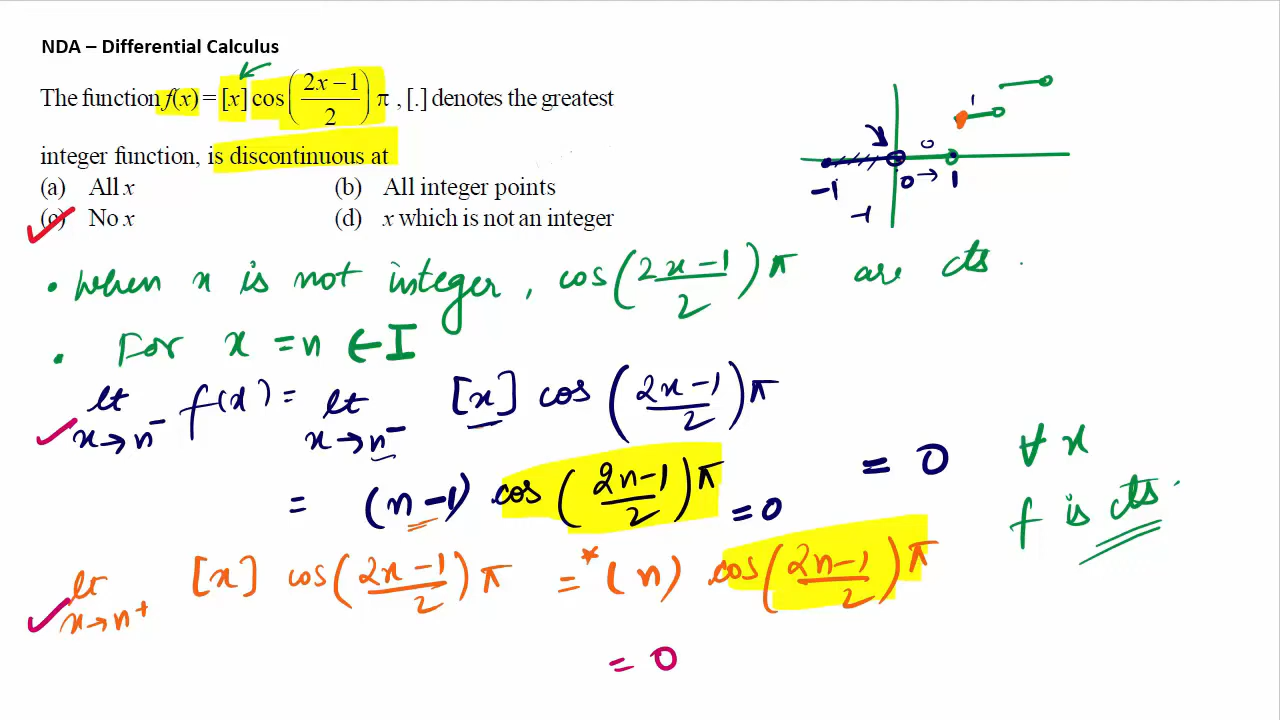 NDA – Differential Calculus
The function f(x) = [x] cos((2x−1)/2) π , [.] denotes the greatest
integer function, is discontinuous at
(a) All x (b) All integer points
(c) No x (d) x which is not an integer
-1 0 → 1
0
1
-1
• When x is not integer, cos((2x−1)/2)π are cts .
• For x = n ∈ I
lt x→n⁻ f(x) = lt x→n⁻ [x] cos((2x−1)/2)π
= (n−1) cos((2n−1)/2)π = 0 = 0
∀ x
f is cts.
lt x→n+ [x] cos((2x−1)/2)π =* (n) cos((2n−1)/2)π
= 0